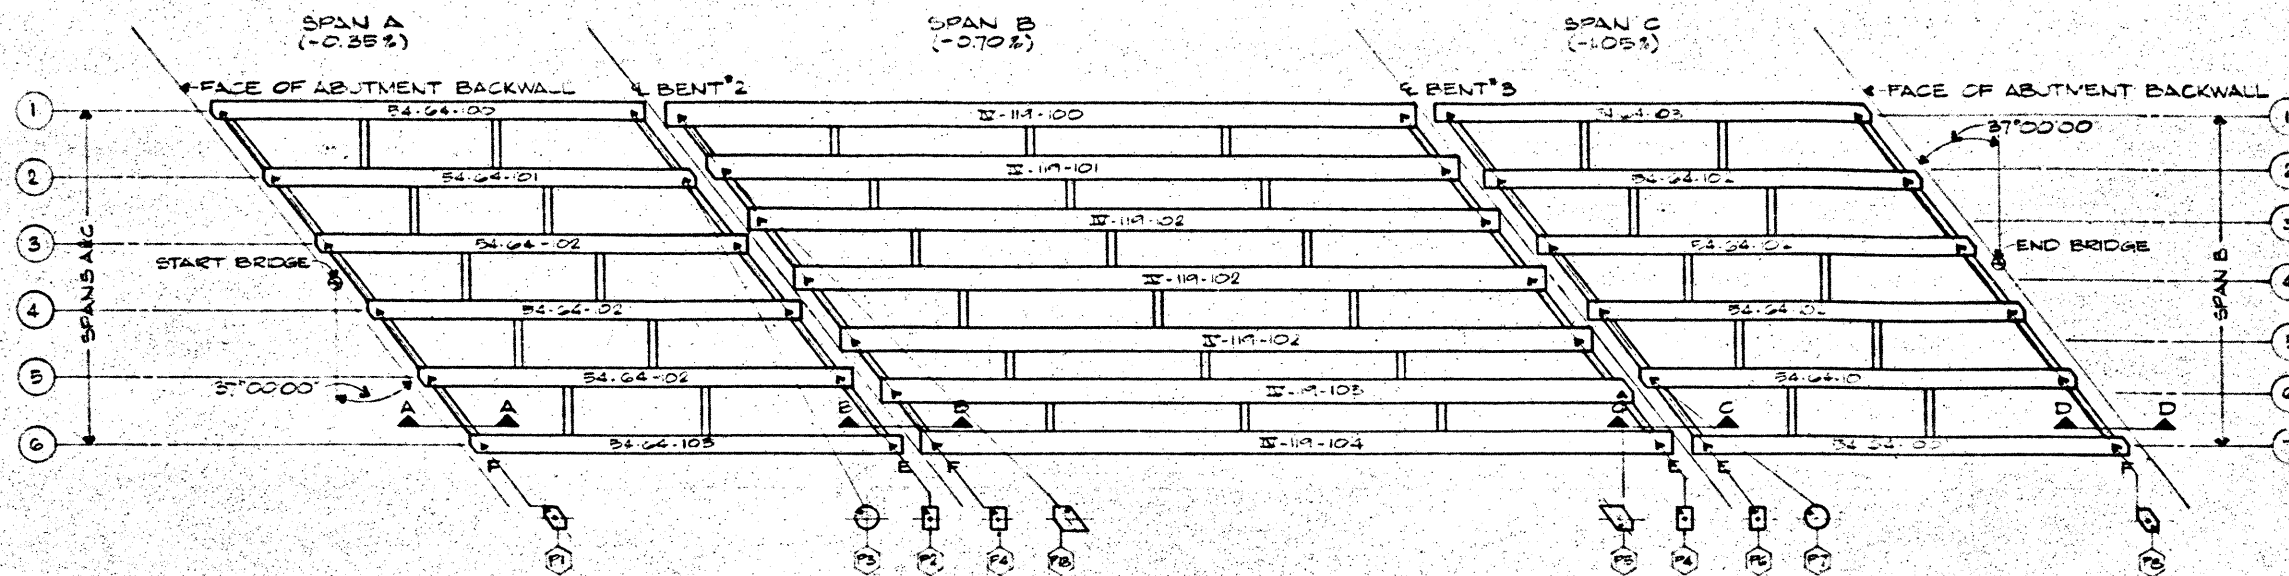 SPAN A
(-0.35%)
SPAN B
(-0.70%)
SPAN C
(-1.05%)
FACE OF ABUTMENT BACKWALL
℄ BENT #2
℄ BENT #3
FACE OF ABUTMENT BACKWALL
1
54-64-100
IV-119-100
37°00'00"
2
54-64-101
IV-119-101
54-64-102
3
54-64-02
IV-119-102
START BRIDGE
END BRIDGE
SPANS A&C
SPAN B
4
54-64-02
IV-119-102
IV-119-102
5
54-64-02
IV-119-103
37°00'00"
A A
B
C
D D
6
54-64-103
IV-119-104
F
E
F
E
E
F
P1
P3
P2
P4
P5
P4
P6
P7
P8